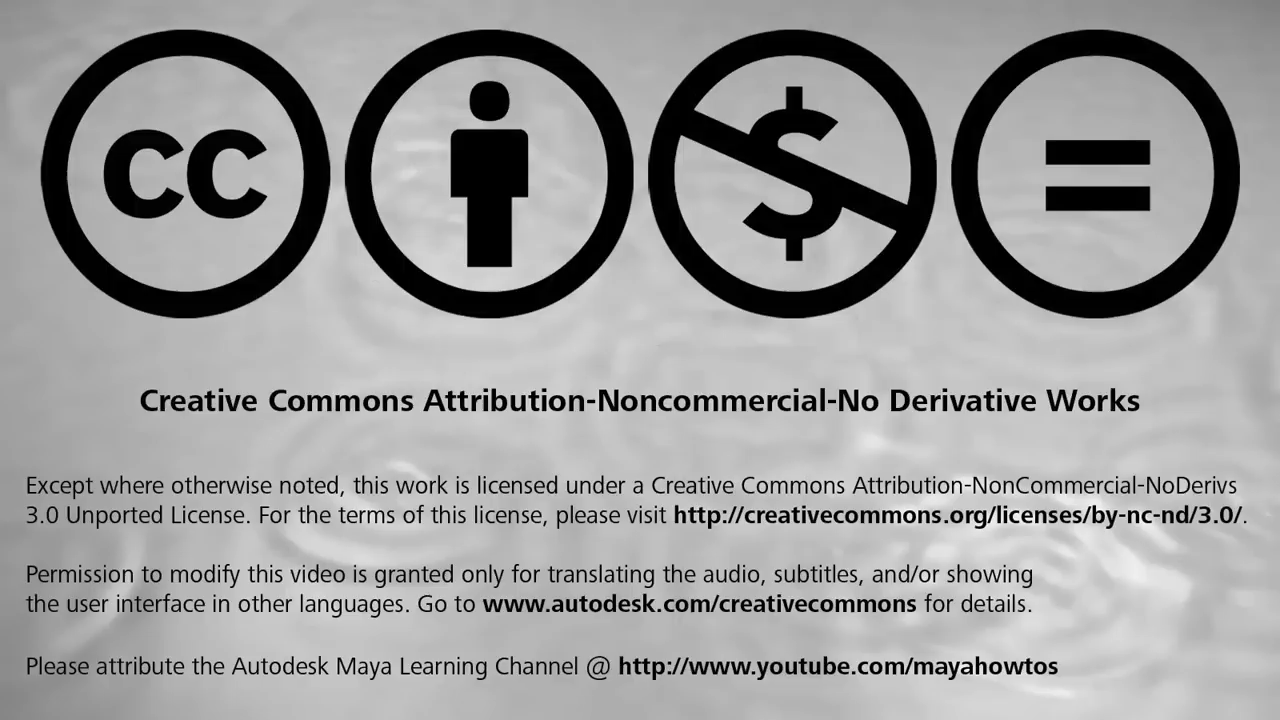 cc $ =
Creative Commons Attribution-Noncommercial-No Derivative Works
Except where otherwise noted, this work is licensed under a Creative Commons Attribution-NonCommercial-NoDerivs
3.0 Unported License. For the terms of this license, please visit http://creativecommons.org/licenses/by-nc-nd/3.0/.
Permission to modify this video is granted only for translating the audio, subtitles, and/or showing
the user interface in other languages. Go to www.autodesk.com/creativecommons for details.
Please attribute the Autodesk Maya Learning Channel @ http://www.youtube.com/mayahowtos